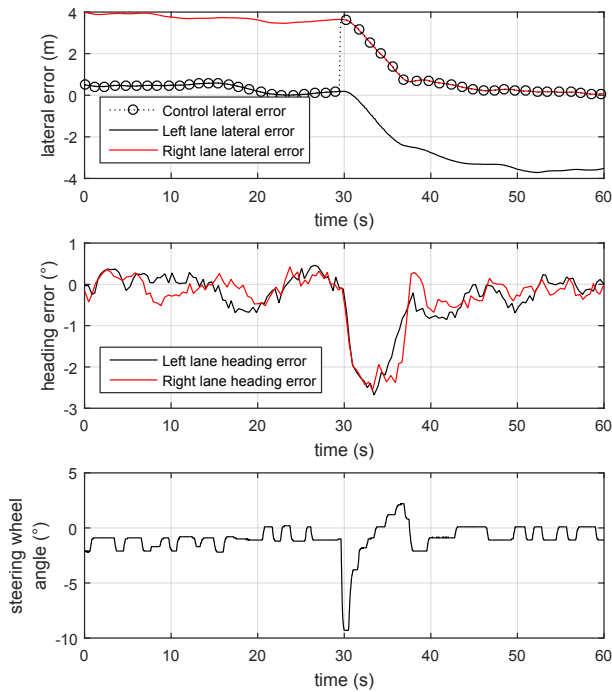 4
2
0
-2
-4
lateral error (m)
Control lateral error
Left lane lateral error
Right lane lateral error
0 10 20 30 40 50 60
time (s)
1
0
-1
-2
-3
heading error (°)
Left lane heading error
Right lane heading error
0 10 20 30 40 50 60
time (s)
5
0
-5
-10
steering wheel
angle (°)
0 10 20 30 40 50 60
time (s)